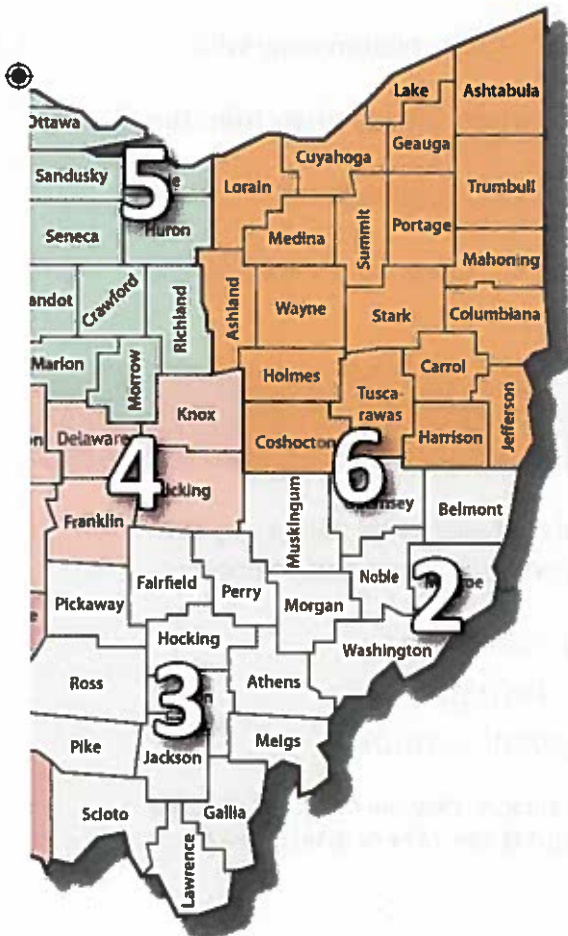 Lake
Ashtabula
Ottawa
Geauga
Cuyahoga
5
Sandusky
Trumbull
Lorain
Summit
Portage
Seneca
Huron
Medina
Mahoning
andot
Crawford
Richland
Ashland
Wayne
Stark
Columbiana
Marion
Morrow
Holmes
Carrol
Knox
Tusca-
rawas
Jefferson
Delaware
Coshocton
Harrison
4
6
icking
Muskingum
Belmont
Franklin
Fairfield
Perry
Noble
2
Pickaway
Morgan
Hocking
Washington
Ross
3
Athens
Pike
Jackson
Meigs
Scioto
Gallia
Lawrence